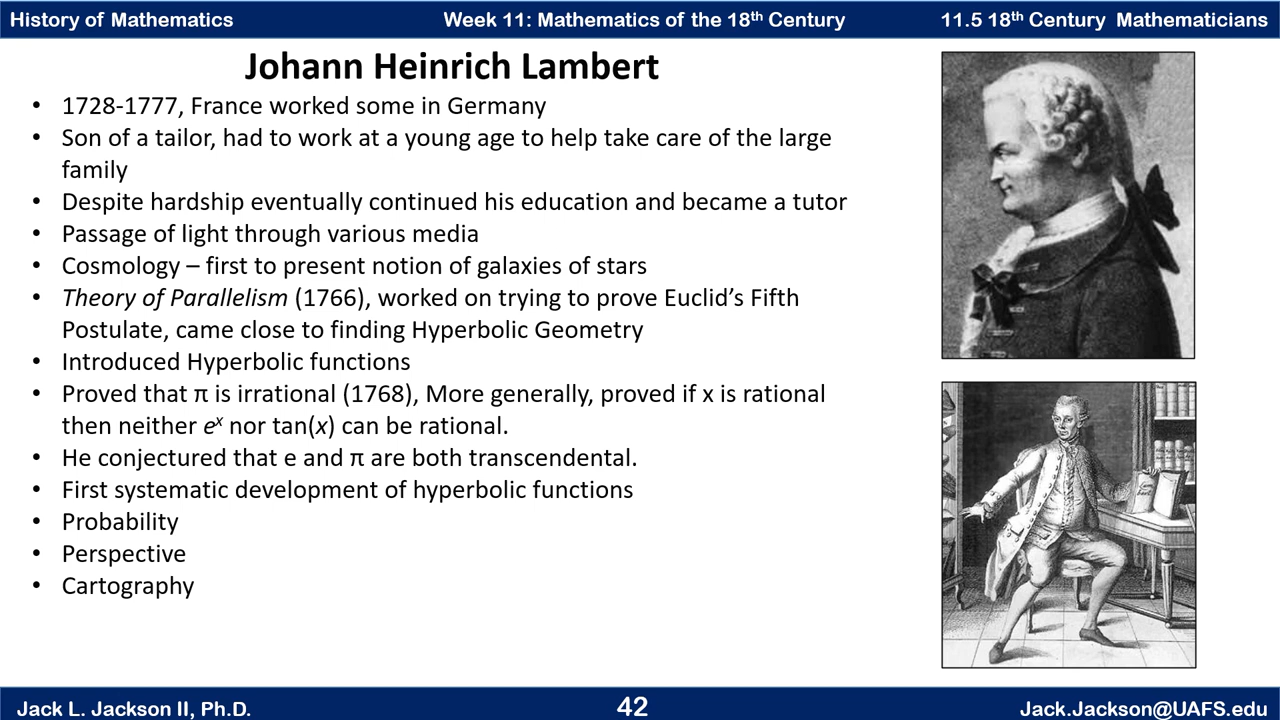 History of Mathematics
Week 11: Mathematics of the 18th Century
11.5 18th Century Mathematicians
Johann Heinrich Lambert
• 1728-1777, France worked some in Germany
• Son of a tailor, had to work at a young age to help take care of the large
family
• Despite hardship eventually continued his education and became a tutor
• Passage of light through various media
• Cosmology – first to present notion of galaxies of stars
• Theory of Parallelism (1766), worked on trying to prove Euclid’s Fifth
Postulate, came close to finding Hyperbolic Geometry
• Introduced Hyperbolic functions
• Proved that π is irrational (1768), More generally, proved if x is rational
then neither eˣ nor tan(x) can be rational.
• He conjectured that e and π are both transcendental.
• First systematic development of hyperbolic functions
• Probability
• Perspective
• Cartography
Jack L. Jackson II, Ph.D.
42
Jack.Jackson@UAFS.edu